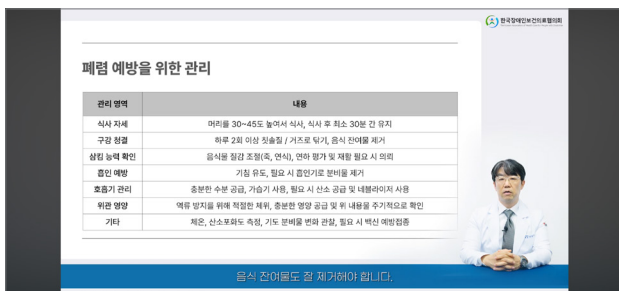 한국장애인보건의료협의회
폐렴 예방을 위한 관리
관리 영역 내용
식사 자세 머리를 30~45도 높여서 식사, 식사 후 최소 30분 간 유지
구강 청결 하루 2회 이상 칫솔질 / 거즈로 닦기, 음식 잔여물 제거
삼킴 능력 확인 음식물 질감 조절(죽, 연식), 연하 평가 및 재활 필요 시 의뢰
흡인 예방 기침 유도, 필요 시 흡인기로 분비물 제거
호흡기 관리 충분한 수분 공급, 가습기 사용, 필요 시 산소 공급 및 네뷸라이저 사용
위관 영양 역류 방지를 위해 적절한 체위, 충분한 영양 공급 및 위 내용을 주기적으로 확인
기타 체온, 산소포화도 측정, 기도 분비물 변화 관찰, 필요 시 백신 예방접종
음식 잔여물도 잘 제거해야 합니다.